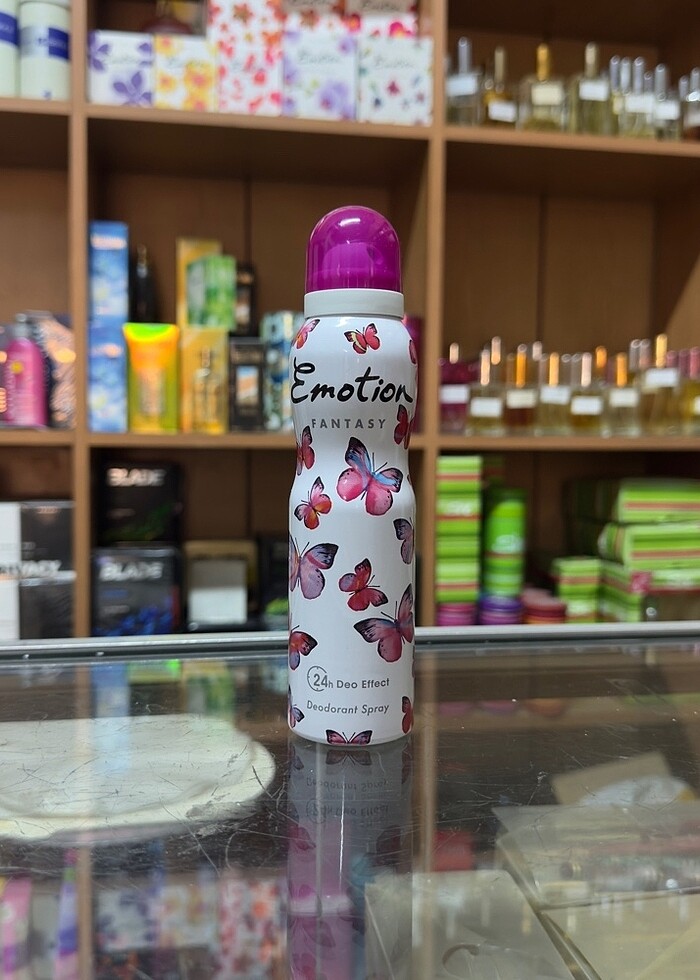 Emotion
FANTASY
24h Deo Effect
Deodorant Spray
BLADE
BLADE